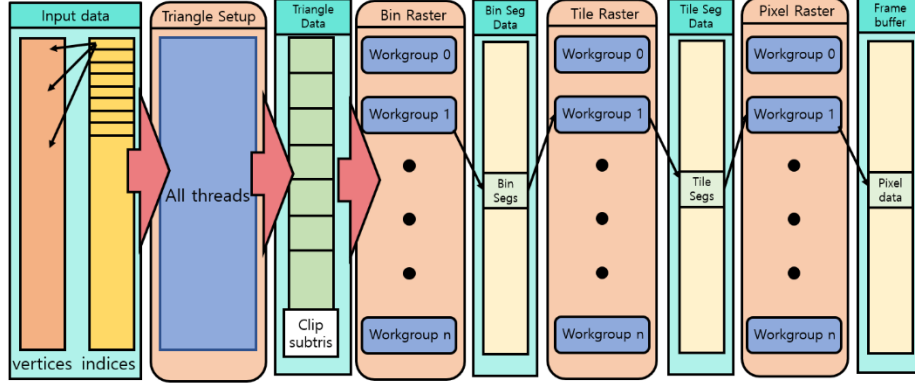 Input data
vertices
indices
Triangle Setup
All threads
Triangle
Data
Clip
subtris
Bin Raster
Workgroup 0
Workgroup 1
Workgroup n
Bin Seg
Data
Bin
Segs
Tile Raster
Workgroup 0
Workgroup 1
Workgroup n
Tile Seg
Data
Tile
Segs
Pixel Raster
Workgroup 0
Workgroup 1
Workgroup n
Frame
buffer
Pixel
data